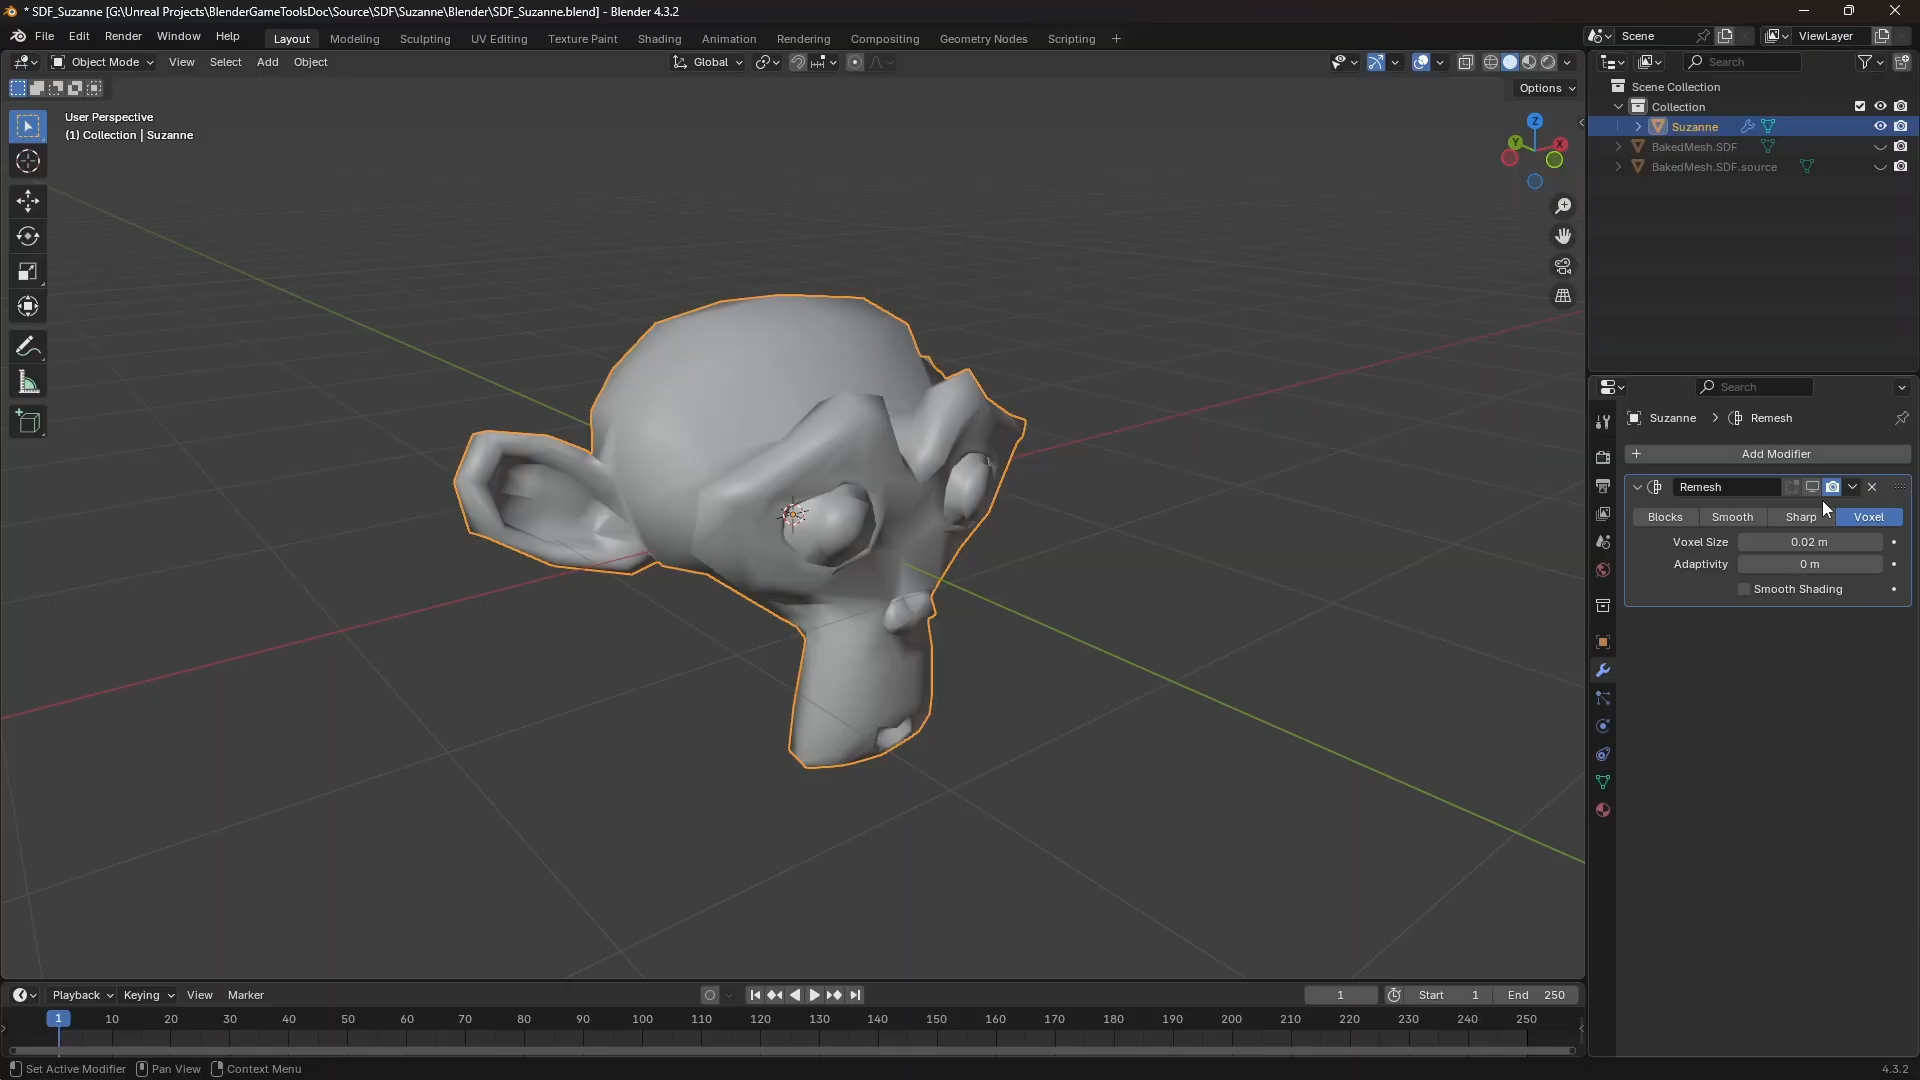 * SDF_Suzanne [G:\Unreal Projects\BlenderGameToolsDoc\Source\SDF\Suzanne\Blender\SDF_Suzanne.blend] - Blender 4.3.2
File Edit Render Window Help Layout Modeling Sculpting UV Editing Texture Paint Shading Animation Rendering Compositing Geometry Nodes Scripting + Scene ViewLayer
Object Mode View Select Add Object Global Search
Options
User Perspective
(1) Collection | Suzanne
Z
Y X
Scene Collection
Collection
Suzanne
BakedMesh.SDF
BakedMesh.SDF.source
Search
Suzanne > Remesh
+ Add Modifier
Remesh
Blocks Smooth Sharp Voxel
Voxel Size 0.02 m
Adaptivity 0 m
Smooth Shading
Playback Keying View Marker 1 Start 1 End 250
1 10 20 30 40 50 60 70 80 90 100 110 120 130 140 150 160 170 180 190 200 210 220 230 240 250
Set Active Modifier Pan View Context Menu 4.3.2